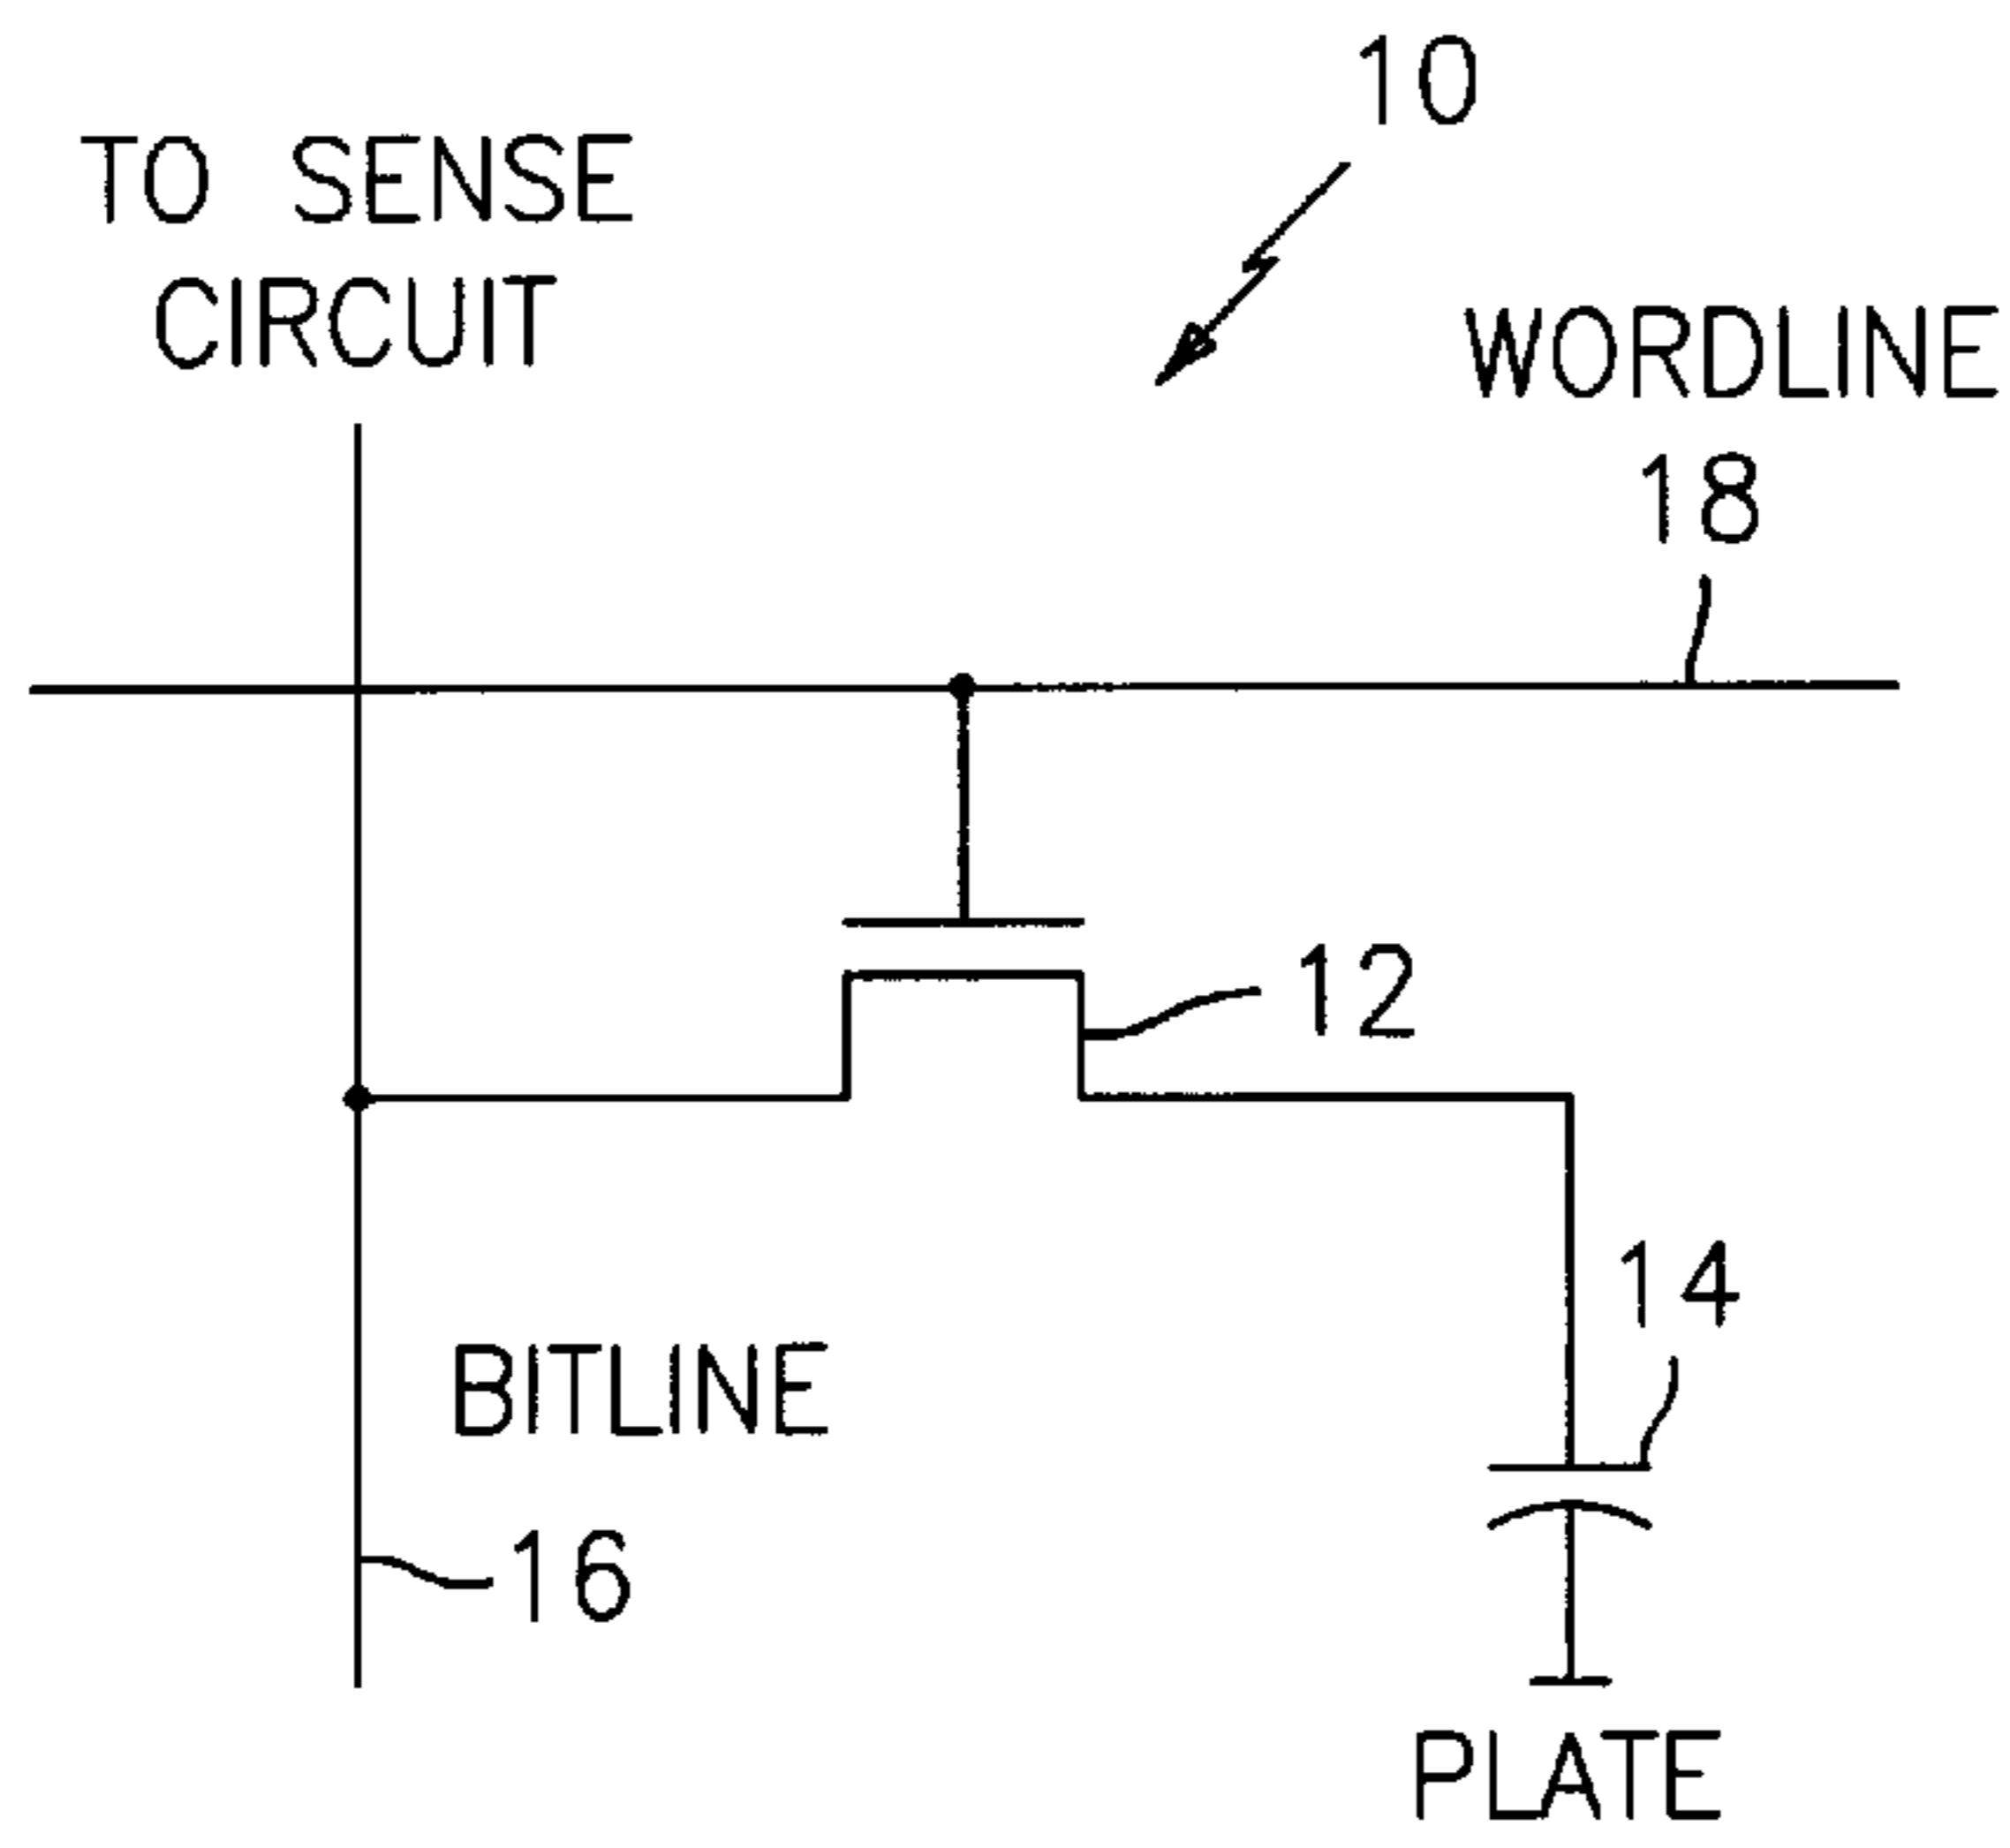 10
TO SENSE
CIRCUIT
WORDLINE
18
12
14
BITLINE
16
PLATE